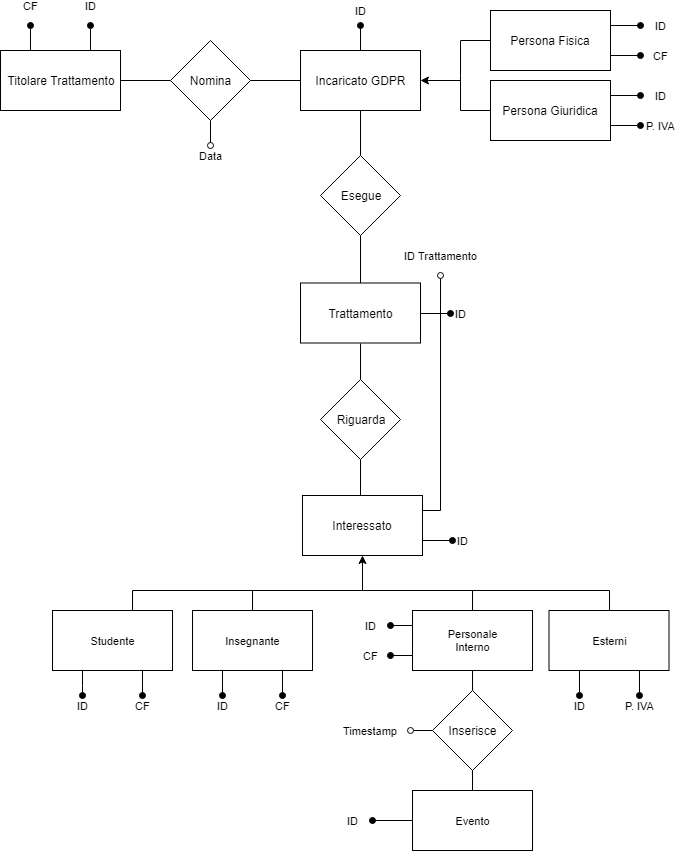 CF
ID
ID
Titolare Trattamento
Nomina
Incaricato GDPR
Data
Persona Fisica
ID
CF
Persona Giuridica
ID
P. IVA
Esegue
ID Trattamento
Trattamento
ID
Riguarda
Interessato
ID
Studente
ID
CF
Insegnante
ID
CF
ID
CF
Personale
Interno
Esterni
ID
P. IVA
Timestamp
Inserisce
ID
Evento